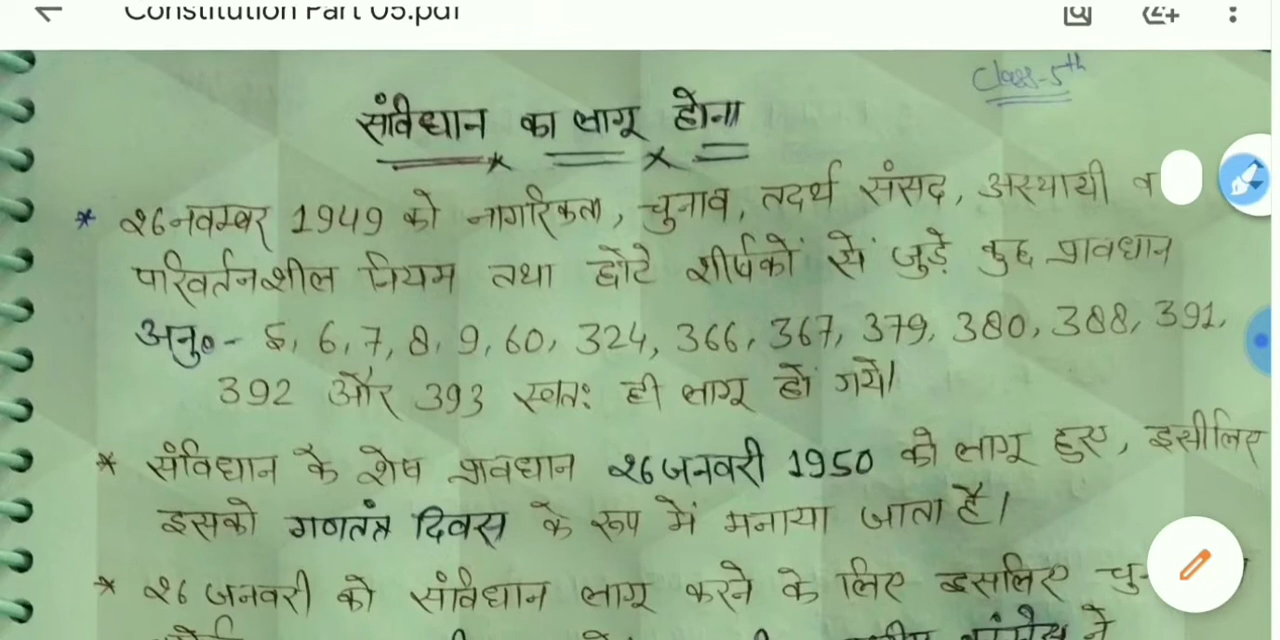 Constitution Part 05.pdf
Class-5th
संविधान का लागू होना
* 26 नवम्बर 1949 को नागरिकता, चुनाव, तदर्थ संसद, अस्थायी व
परिवर्तनशील नियम तथा छोटे शीर्षकों से जुड़े कुछ प्रावधान
अनु०- 5, 6, 7, 8, 9, 60, 324, 366, 367, 379, 380, 388, 391,
392 और 393 स्वतः ही लागू हो गये।
* संविधान के शेष प्रावधान 26 जनवरी 1950 को लागू हुए, इसीलिए
इसको गणतंत्र दिवस के रूप में मनाया जाता है।
* 26 जनवरी को संविधान लागू करने के लिए इसलिए चु